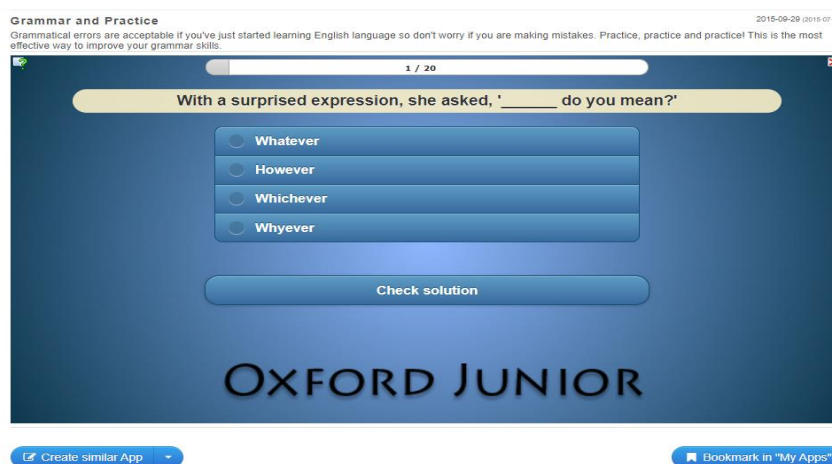 Grammar and Practice
2015-09-29 (2015-07
Grammatical errors are acceptable if you've just started learning English language so don't worry if you are making mistakes. Practice, practice and practice! This is the most
effective way to improve your grammar skills.
1 / 20
With a surprised expression, she asked, '______ do you mean?'
Whatever
However
Whichever
Whyever
Check solution
OXFORD JUNIOR
Create similar App
Bookmark in "My Apps"